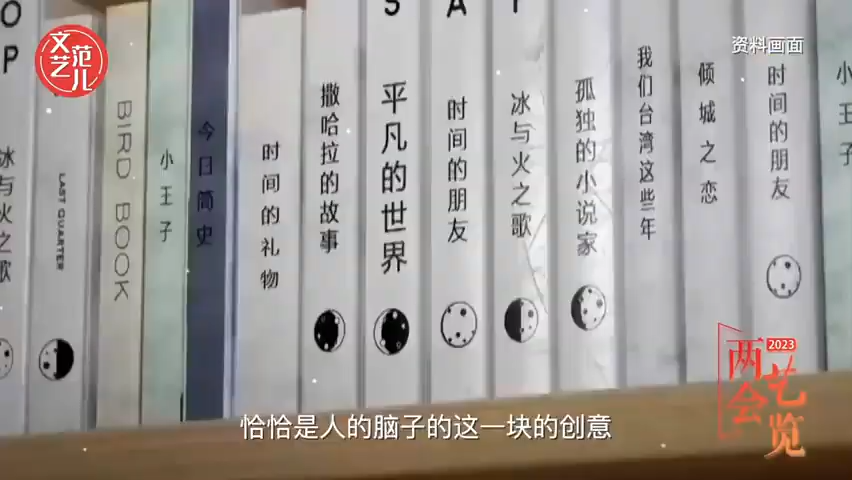 文艺范儿
资料画面
O
P
冰与火之歌
LAST QUARTER
BIRD BOOK
小王子
今日简史
时间的礼物
撒哈拉的故事
S
平凡的世界
A
时间的朋友
冰与火之歌
孤独的小说家
我们台湾这些年
倾城之恋
时间的朋友
小王子
2023
两会艺览
恰恰是人的脑子的这一块的创意